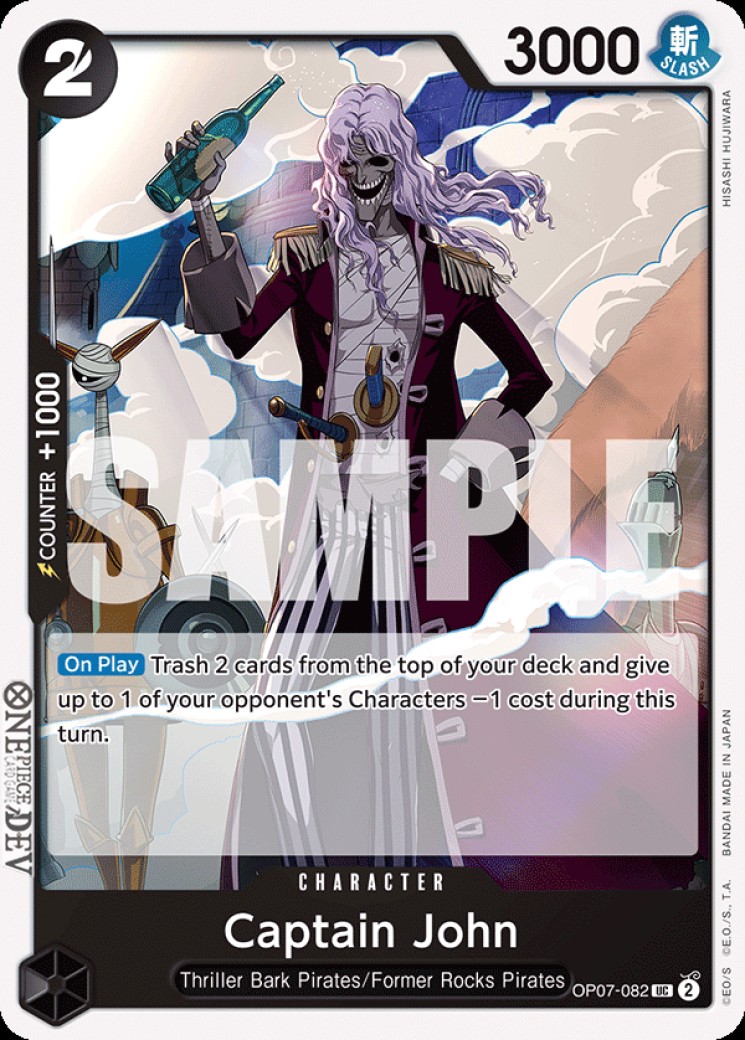 2
3000
斬
SLASH
HISASHI HUJIWARA
COUNTER +1000
SAMPLE
On Play Trash 2 cards from the top of your deck and give
up to 1 of your opponent's Characters −1 cost during this
turn.
ONE PIECE
CARD GAME
/DEV
BANDAI MADE IN JAPAN
©EO/S ©E.O./S., T.A.
CHARACTER
Captain John
Thriller Bark Pirates/Former Rocks Pirates
OP07-082 UC 2